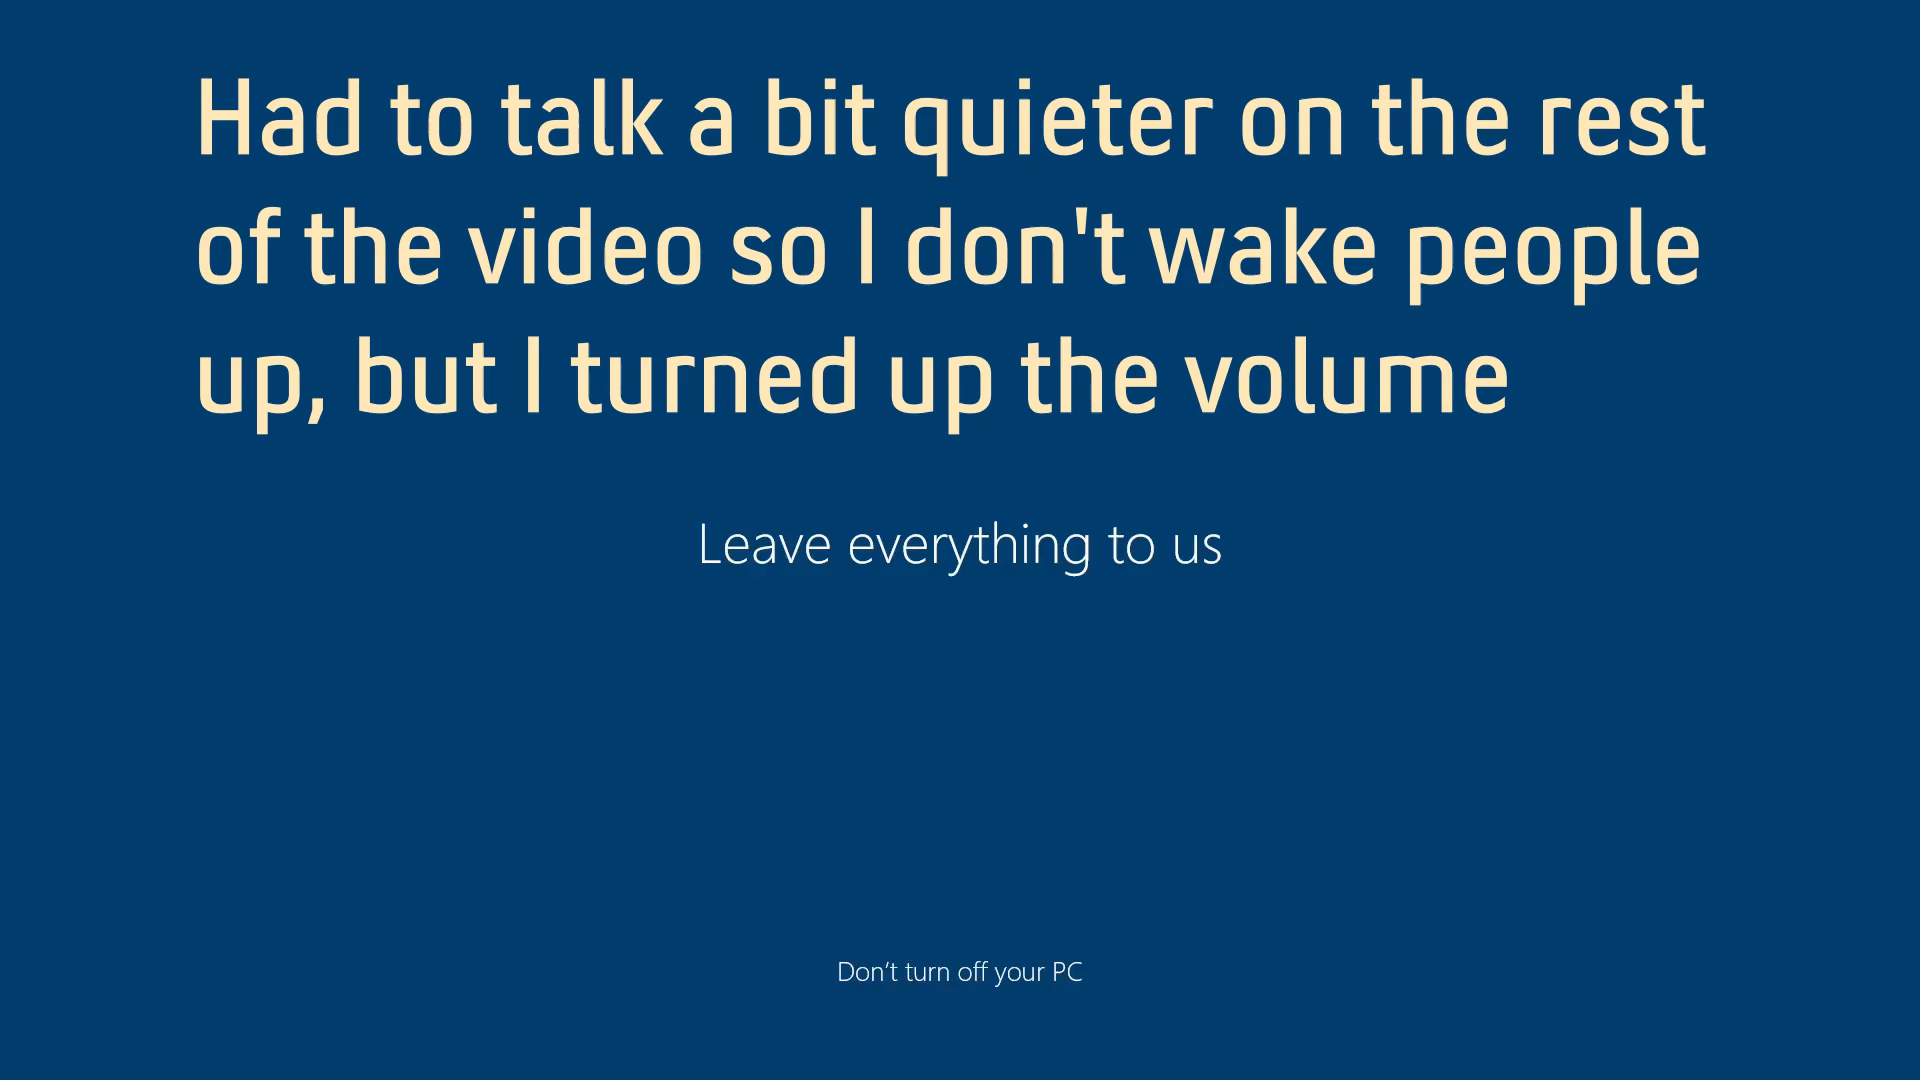 Had to talk a bit quieter on the rest
of the video so I don't wake people
up, but I turned up the volume
Leave everything to us
Don’t turn off your PC